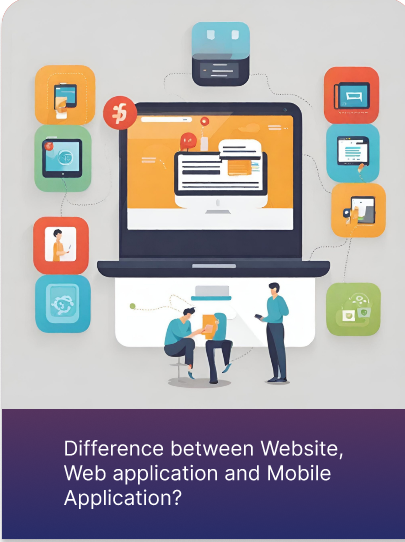 Difference between Website,
Web application and Mobile
Application?